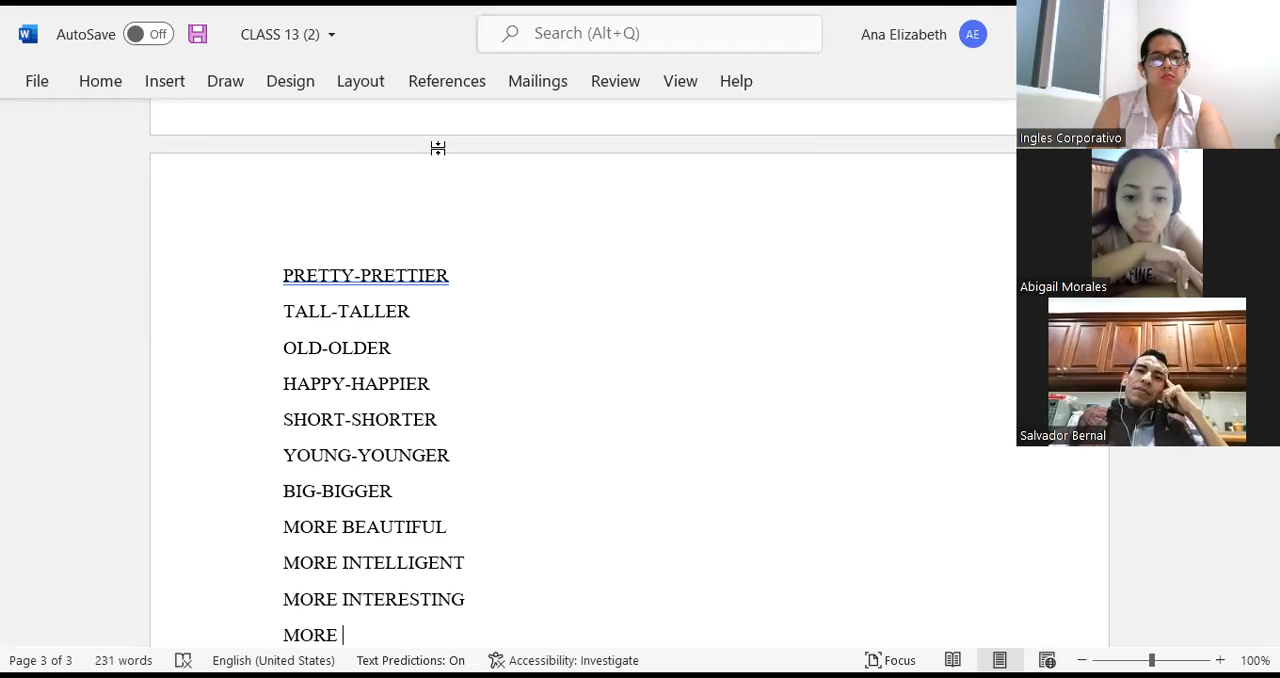 AutoSave Off CLASS 13 (2) Search (Alt+Q) Ana Elizabeth AE
File Home Insert Draw Design Layout References Mailings Review View Help
Ingles Corporativo
FINE.
Abigail Morales
Salvador Bernal
PRETTY-PRETTIER
TALL-TALLER
OLD-OLDER
HAPPY-HAPPIER
SHORT-SHORTER
YOUNG-YOUNGER
BIG-BIGGER
MORE BEAUTIFUL
MORE INTELLIGENT
MORE INTERESTING
MORE
Page 3 of 3 231 words English (United States) Text Predictions: On Accessibility: Investigate Focus 100%